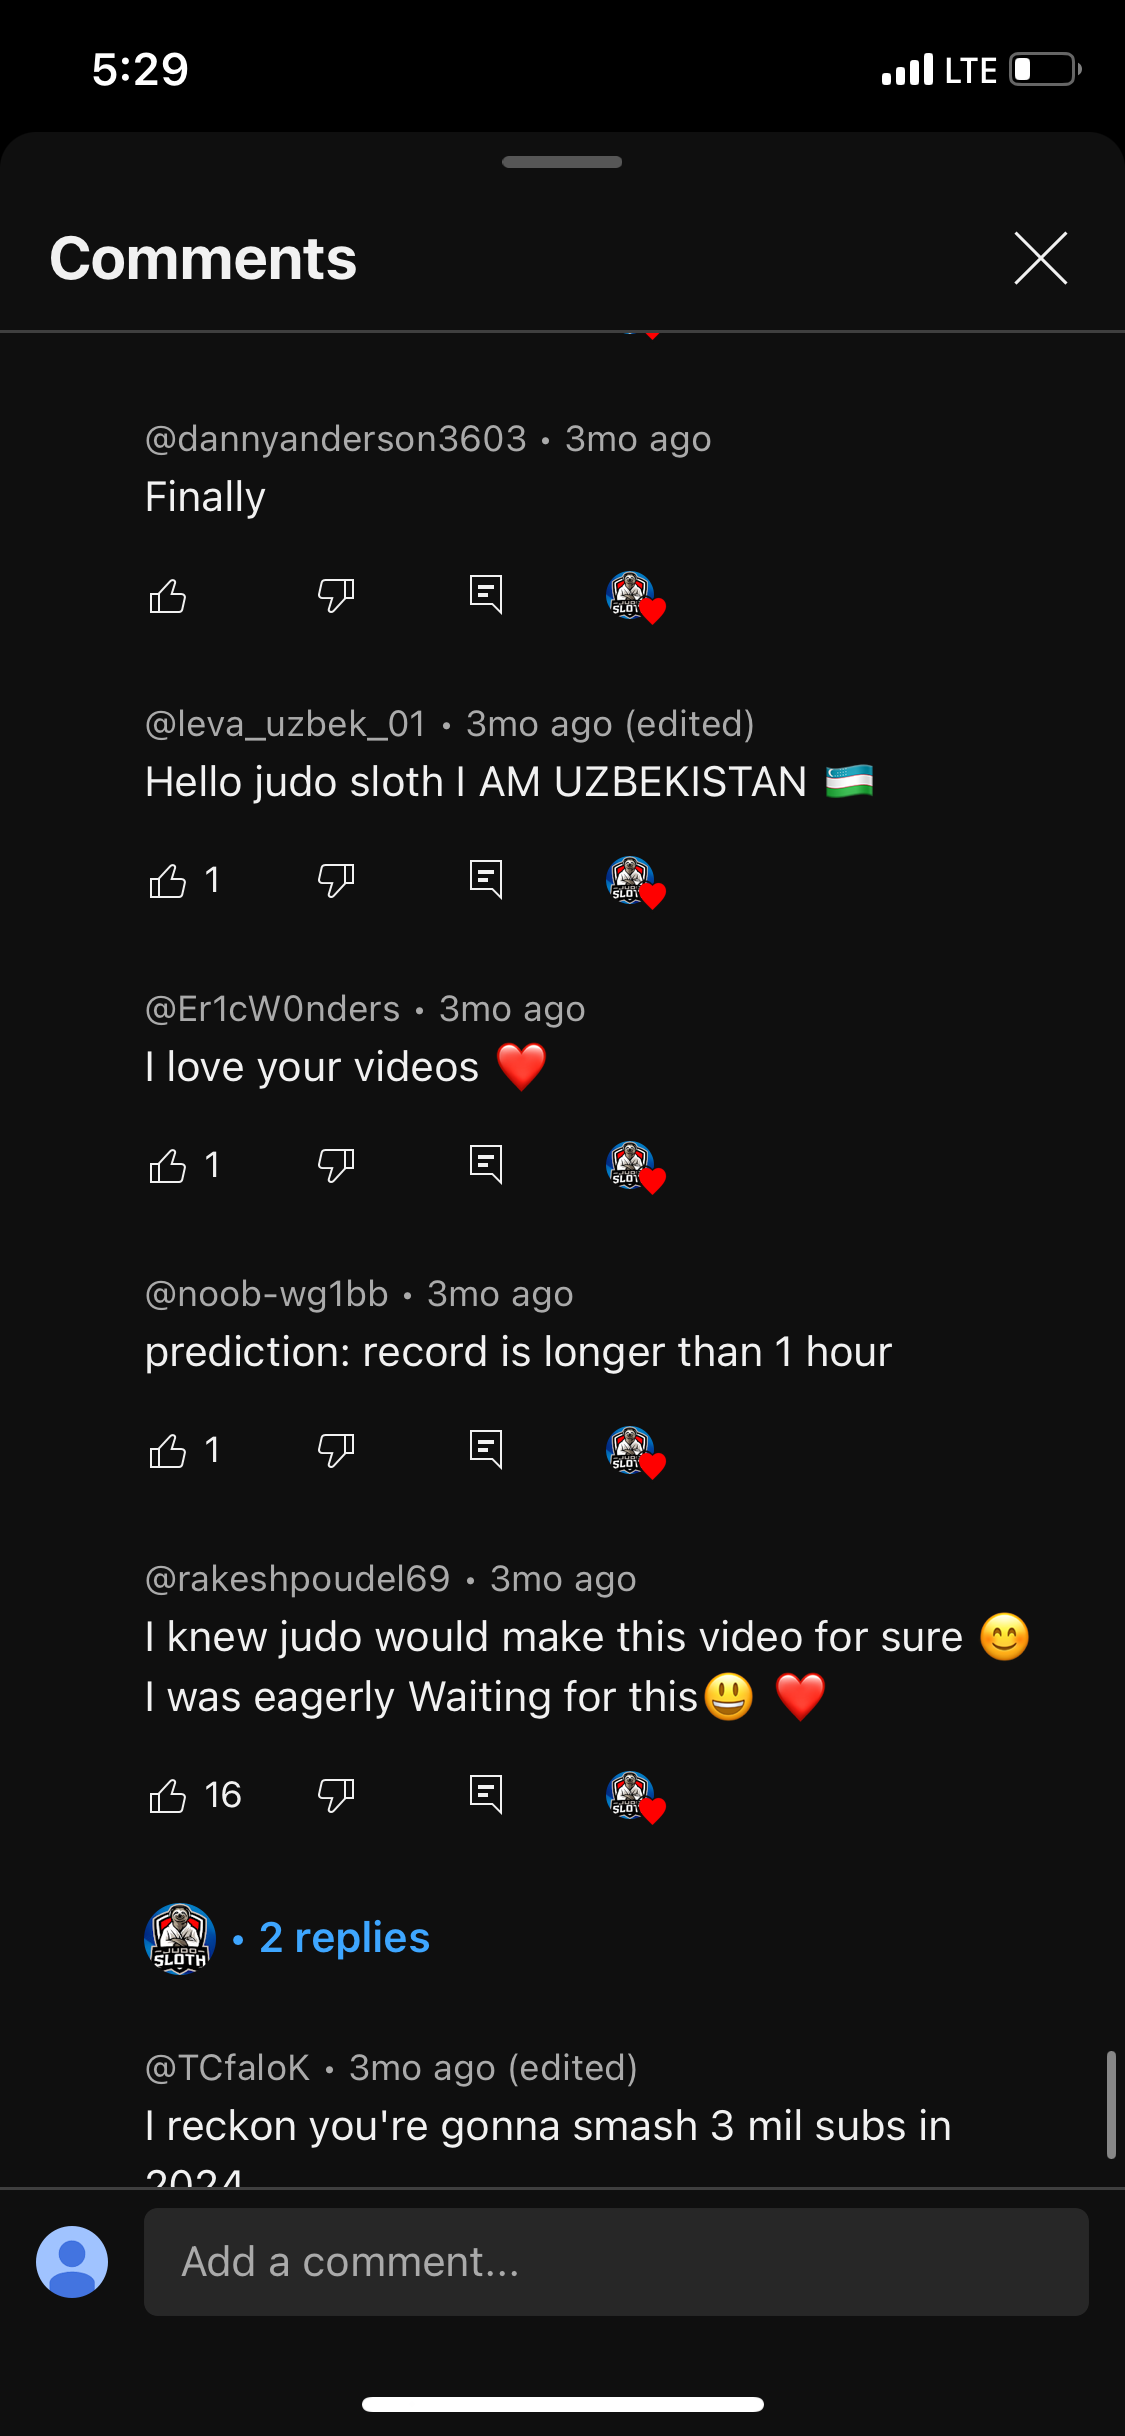 5:29
LTE
Comments
@dannyanderson3603 • 3mo ago
Finally
@leva_uzbek_01 • 3mo ago (edited)
Hello judo sloth I AM UZBEKISTAN 🇺🇿
1
@Er1cW0nders • 3mo ago
I love your videos ❤️
1
@noob-wg1bb • 3mo ago
prediction: record is longer than 1 hour
1
@rakeshpoudel69 • 3mo ago
I knew judo would make this video for sure 😊
I was eagerly Waiting for this😃 ❤️
16
JUDO
SLOTH
• 2 replies
@TCfaloK • 3mo ago (edited)
I reckon you're gonna smash 3 mil subs in
2024
Add a comment...